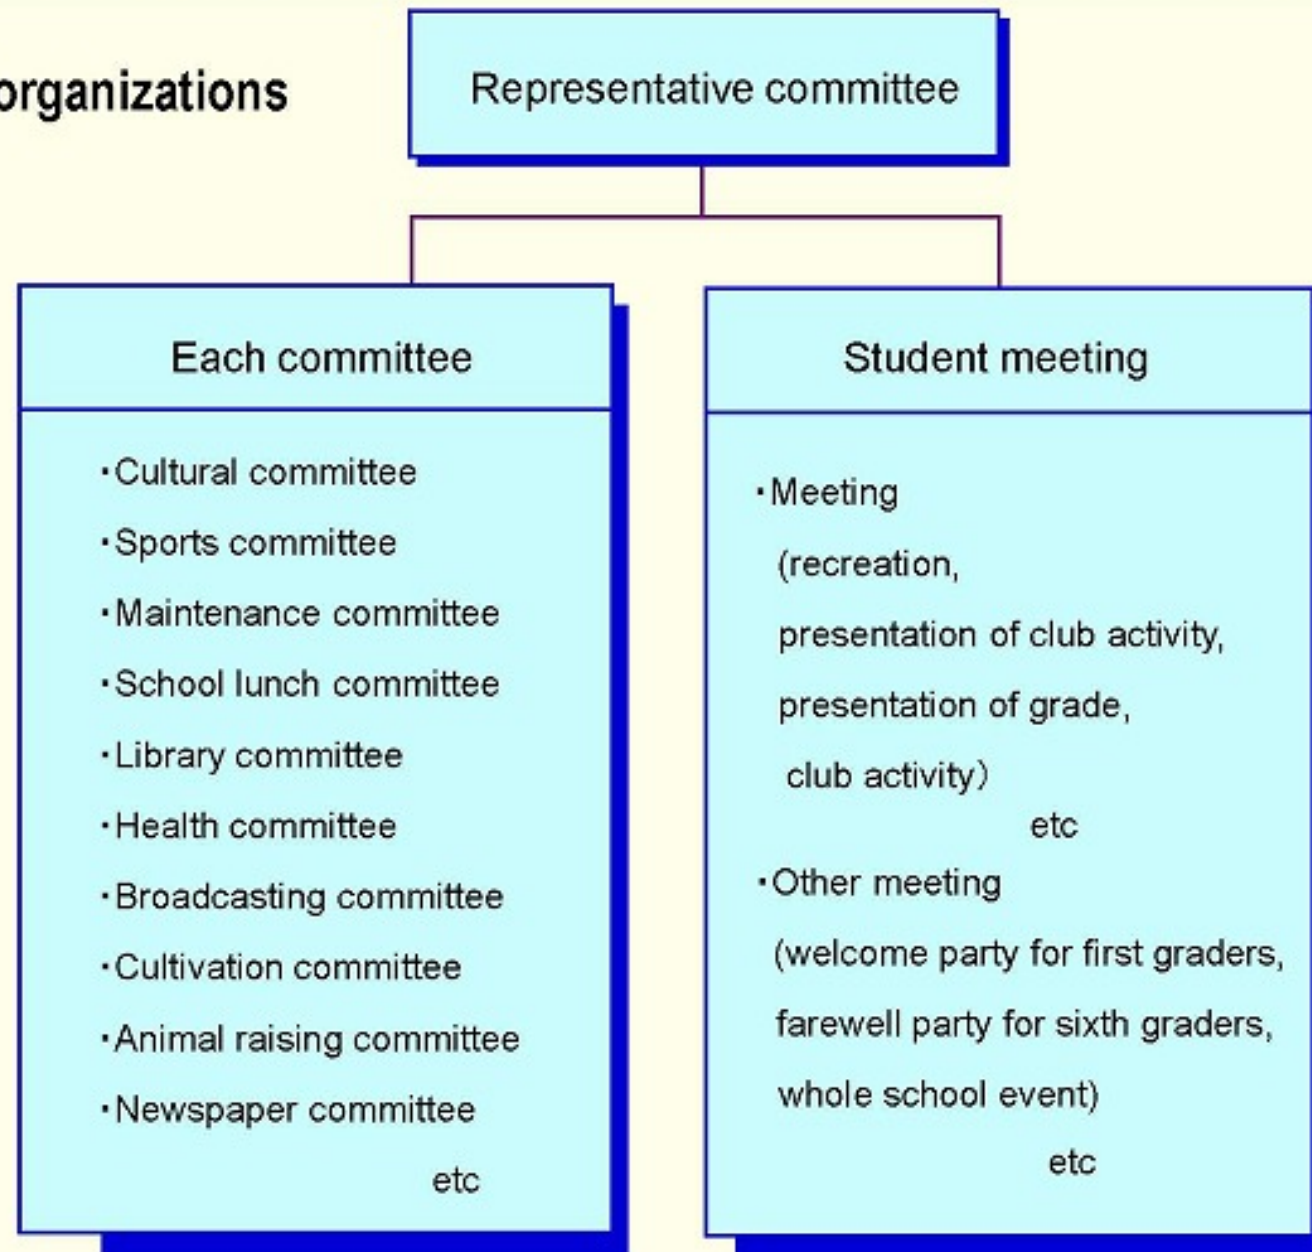 organizations
Representative committee
Each committee
・Cultural committee
・Sports committee
・Maintenance committee
・School lunch committee
・Library committee
・Health committee
・Broadcasting committee
・Cultivation committee
・Animal raising committee
・Newspaper committee
etc
Student meeting
・Meeting
(recreation,
presentation of club activity,
presentation of grade,
club activity）
etc
・Other meeting
(welcome party for first graders,
farewell party for sixth graders,
whole school event)
etc